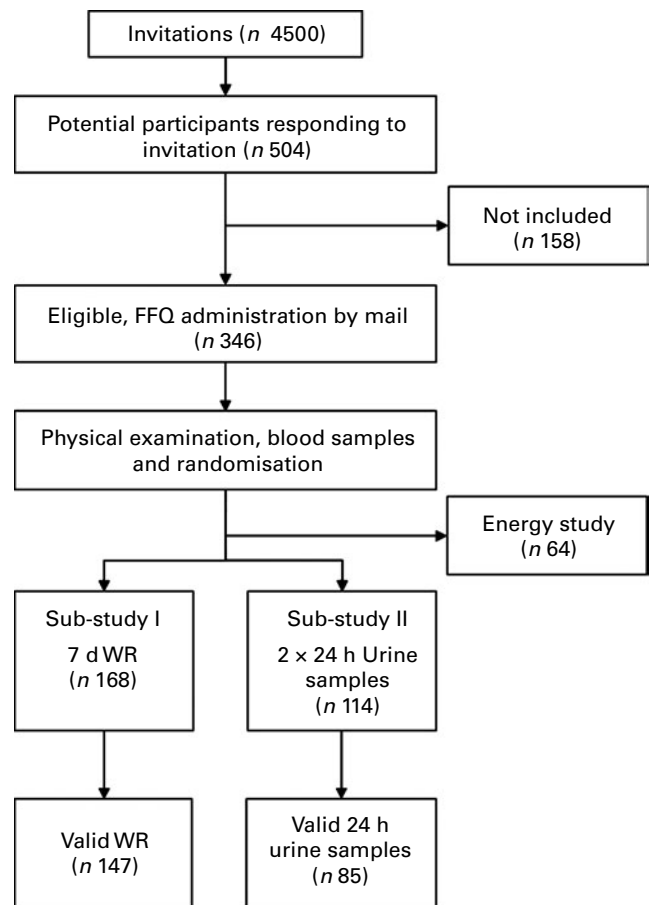 Invitations (n 4500)
Potential participants responding to
invitation (n 504)
Not included
(n 158)
Eligible, FFQ administration by mail
(n 346)
Physical examination, blood samples
and randomisation
Energy study
(n 64)
Sub-study I
7 d WR
(n 168)
Sub-study II
2 × 24 h Urine
samples
(n 114)
Valid WR
(n 147)
Valid 24 h
urine samples
(n 85)